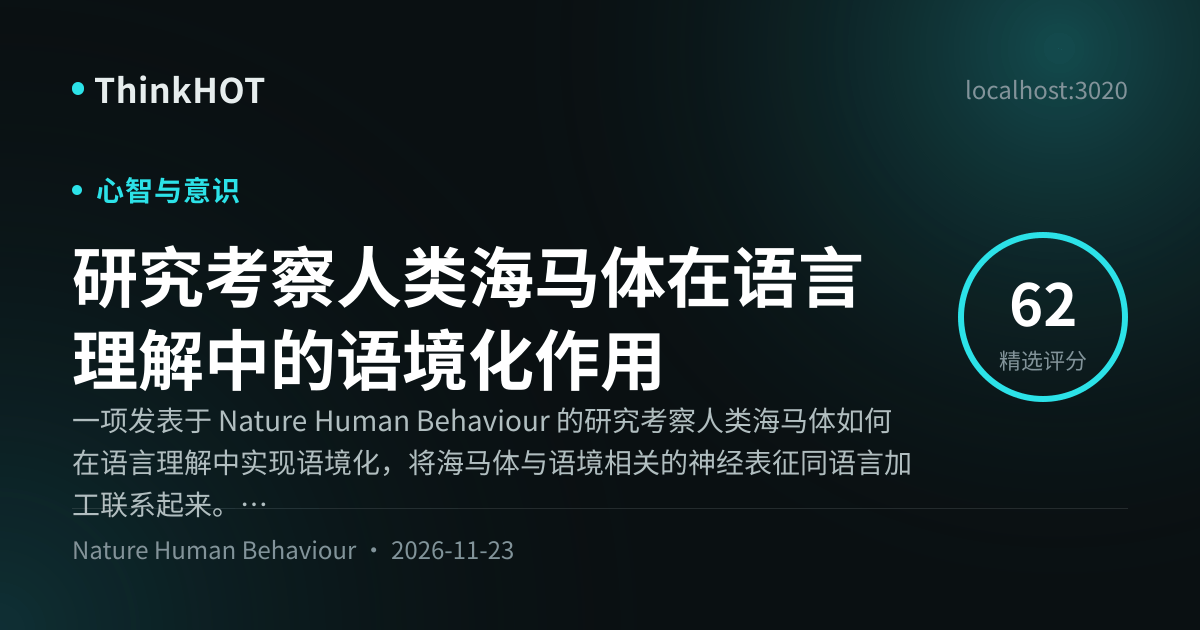 ThinkHOT
localhost:3020
心智与意识
研究考察人类海马体在语言
理解中的语境化作用
62
精选评分
一项发表于 Nature Human Behaviour 的研究考察人类海马体如何
在语言理解中实现语境化，将海马体与语境相关的神经表征同语言加
工联系起来。…
Nature Human Behaviour · 2026-11-23